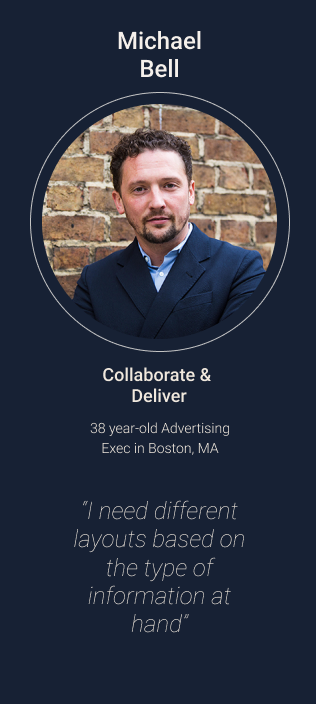 Michael
Bell
Collaborate &
Deliver
38 year-old Advertising
Exec in Boston, MA
“I need different
layouts based on
the type of
information at
hand”